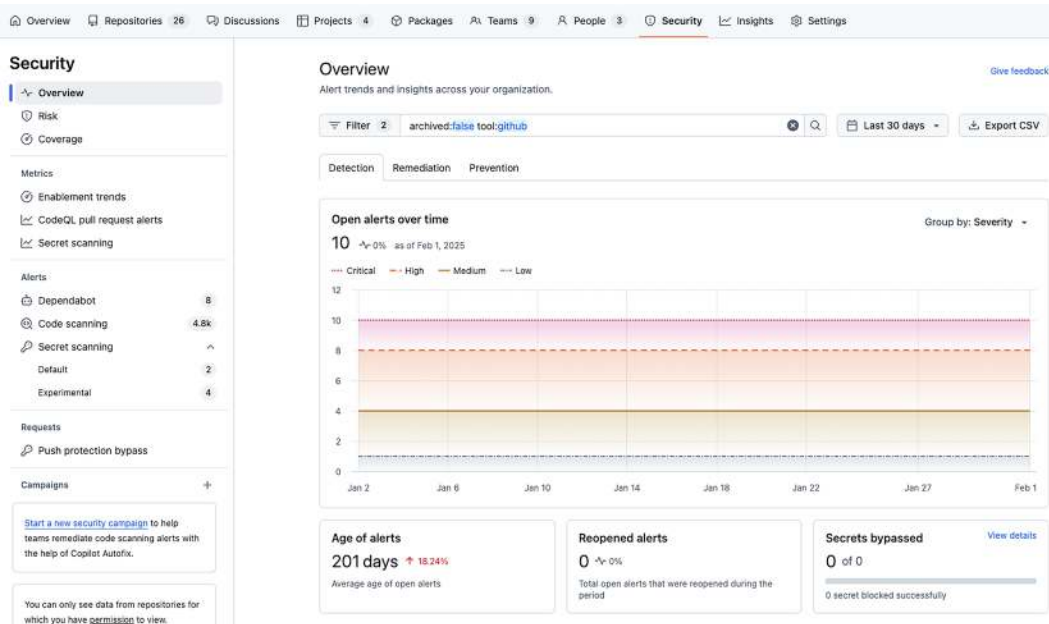 Overview Repositories 26 Discussions Projects 4 Packages Teams 9 People 3 Security Insights Settings
Security
Overview
Risk
Coverage
Metrics
Enablement trends
CodeQL pull request alerts
Secret scanning
Alerts
Dependabot 8
Code scanning 4.8k
Secret scanning
Default 2
Experimental 4
Requests
Push protection bypass
Campaigns +
Start a new security campaign to help
teams remediate code scanning alerts with
the help of Copilot Autofix.
You can only see data from repositories for
which you have permission to view.
Overview
Give feedback
Alert trends and insights across your organization.
Filter 2 archived:false tool:github Last 30 days Export CSV
Detection Remediation Prevention
Open alerts over time
Group by: Severity
10 0% as of Feb 1, 2025
Critical High Medium Low
12
10
8
6
4
2
0
Jan 2 Jan 6 Jan 10 Jan 14 Jan 18 Jan 22 Jan 27 Feb 1
Age of alerts
201 days 18.24%
Average age of open alerts
Reopened alerts
0 0%
Total open alerts that were reopened during the
period
Secrets bypassed View details
0 of 0
0 secret blocked successfully